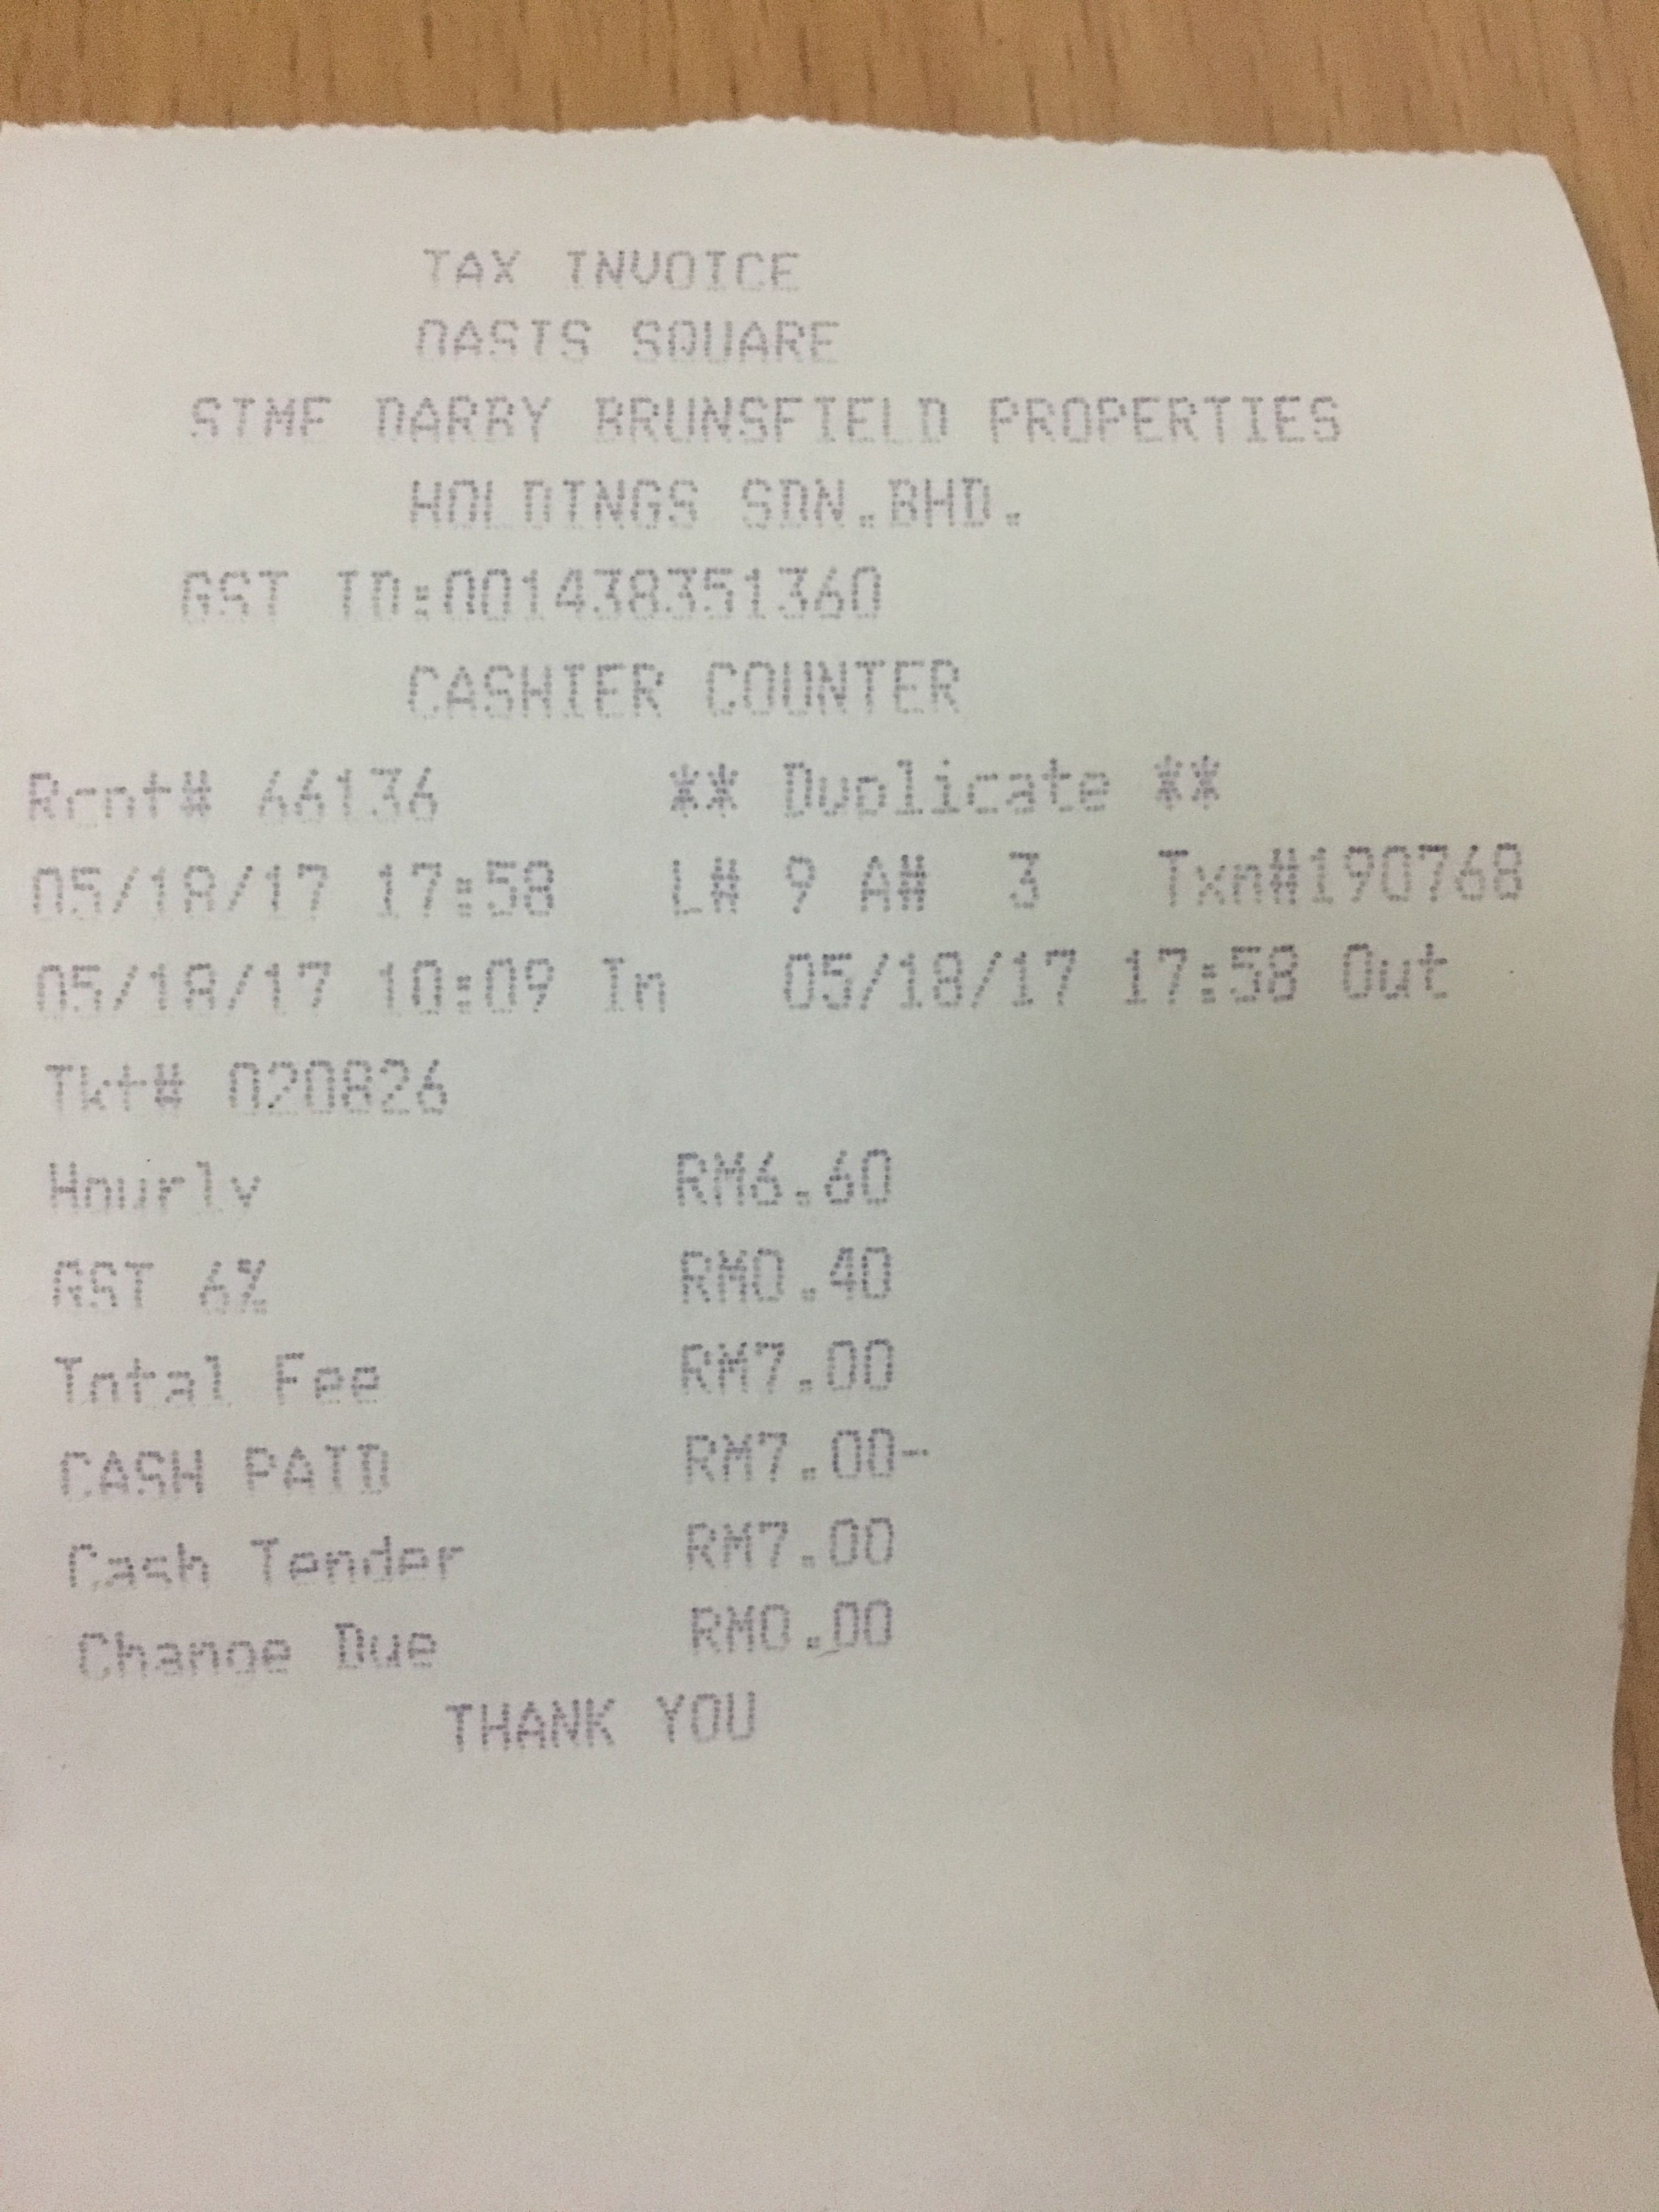 TAX INVOICE
OASIS SQUARE
SIME DARBY BRUNSFIELD PROPERTIES
HOLDINGS SDN.BHD.
GST ID:001438351360
CASHIER COUNTER
Rcpt# 66136 ** Duplicate **
05/18/17 17:58 L# 9 A# 3 Txn#190768
05/18/17 10:09 In 05/18/17 17:58 Out
Tkt# 020826
Hourly RM6.60
GST 6% RM0.40
Total Fee RM7.00
CASH PAID RM7.00-
Cash Tender RM7.00
Change Due RM0.00
THANK YOU